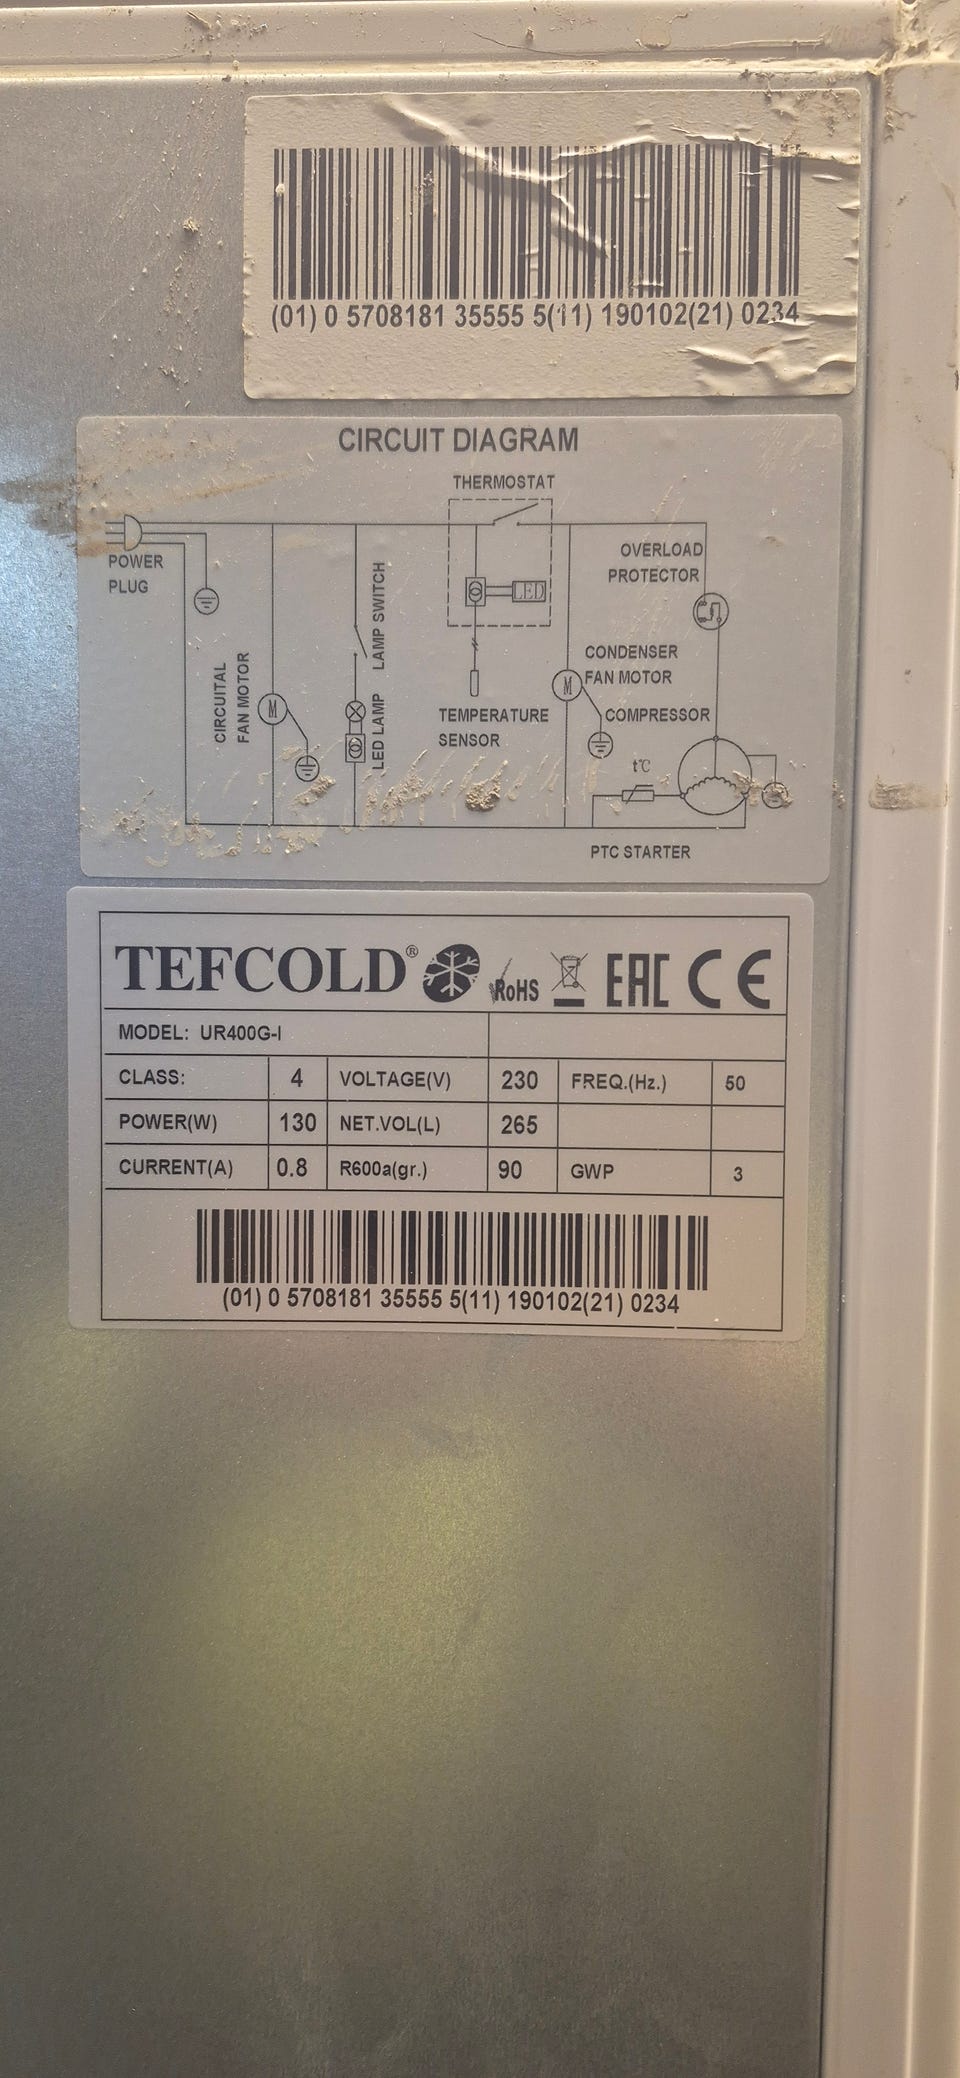 (01) 0 5708181 35555 5(11) 190102(21) 0234
CIRCUIT DIAGRAM
THERMOSTAT
POWER
PLUG
OVERLOAD
PROTECTOR
LED
LAMP SWITCH
CIRCUITAL
FAN MOTOR
M
LED LAMP
CONDENSER
FAN MOTOR
M
TEMPERATURE
SENSOR
COMPRESSOR
t℃
PTC STARTER
TEFCOLD® RoHS EAC CE
MODEL: UR400G-I
CLASS: 4 VOLTAGE(V) 230 FREQ.(Hz.) 50
POWER(W) 130 NET.VOL(L) 265
CURRENT(A) 0.8 R600a(gr.) 90 GWP 3
(01) 0 5708181 35555 5(11) 190102(21) 0234